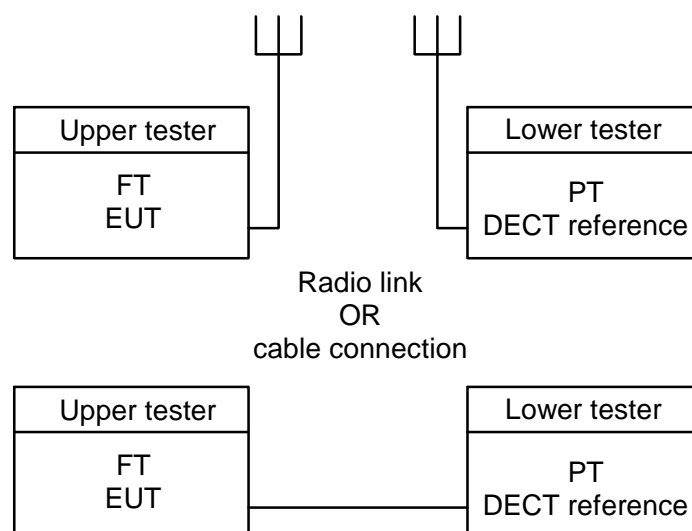 Upper tester
FT
EUT
Lower tester
PT
DECT reference
Radio link
OR
cable connection
Upper tester
FT
EUT
Lower tester
PT
DECT reference